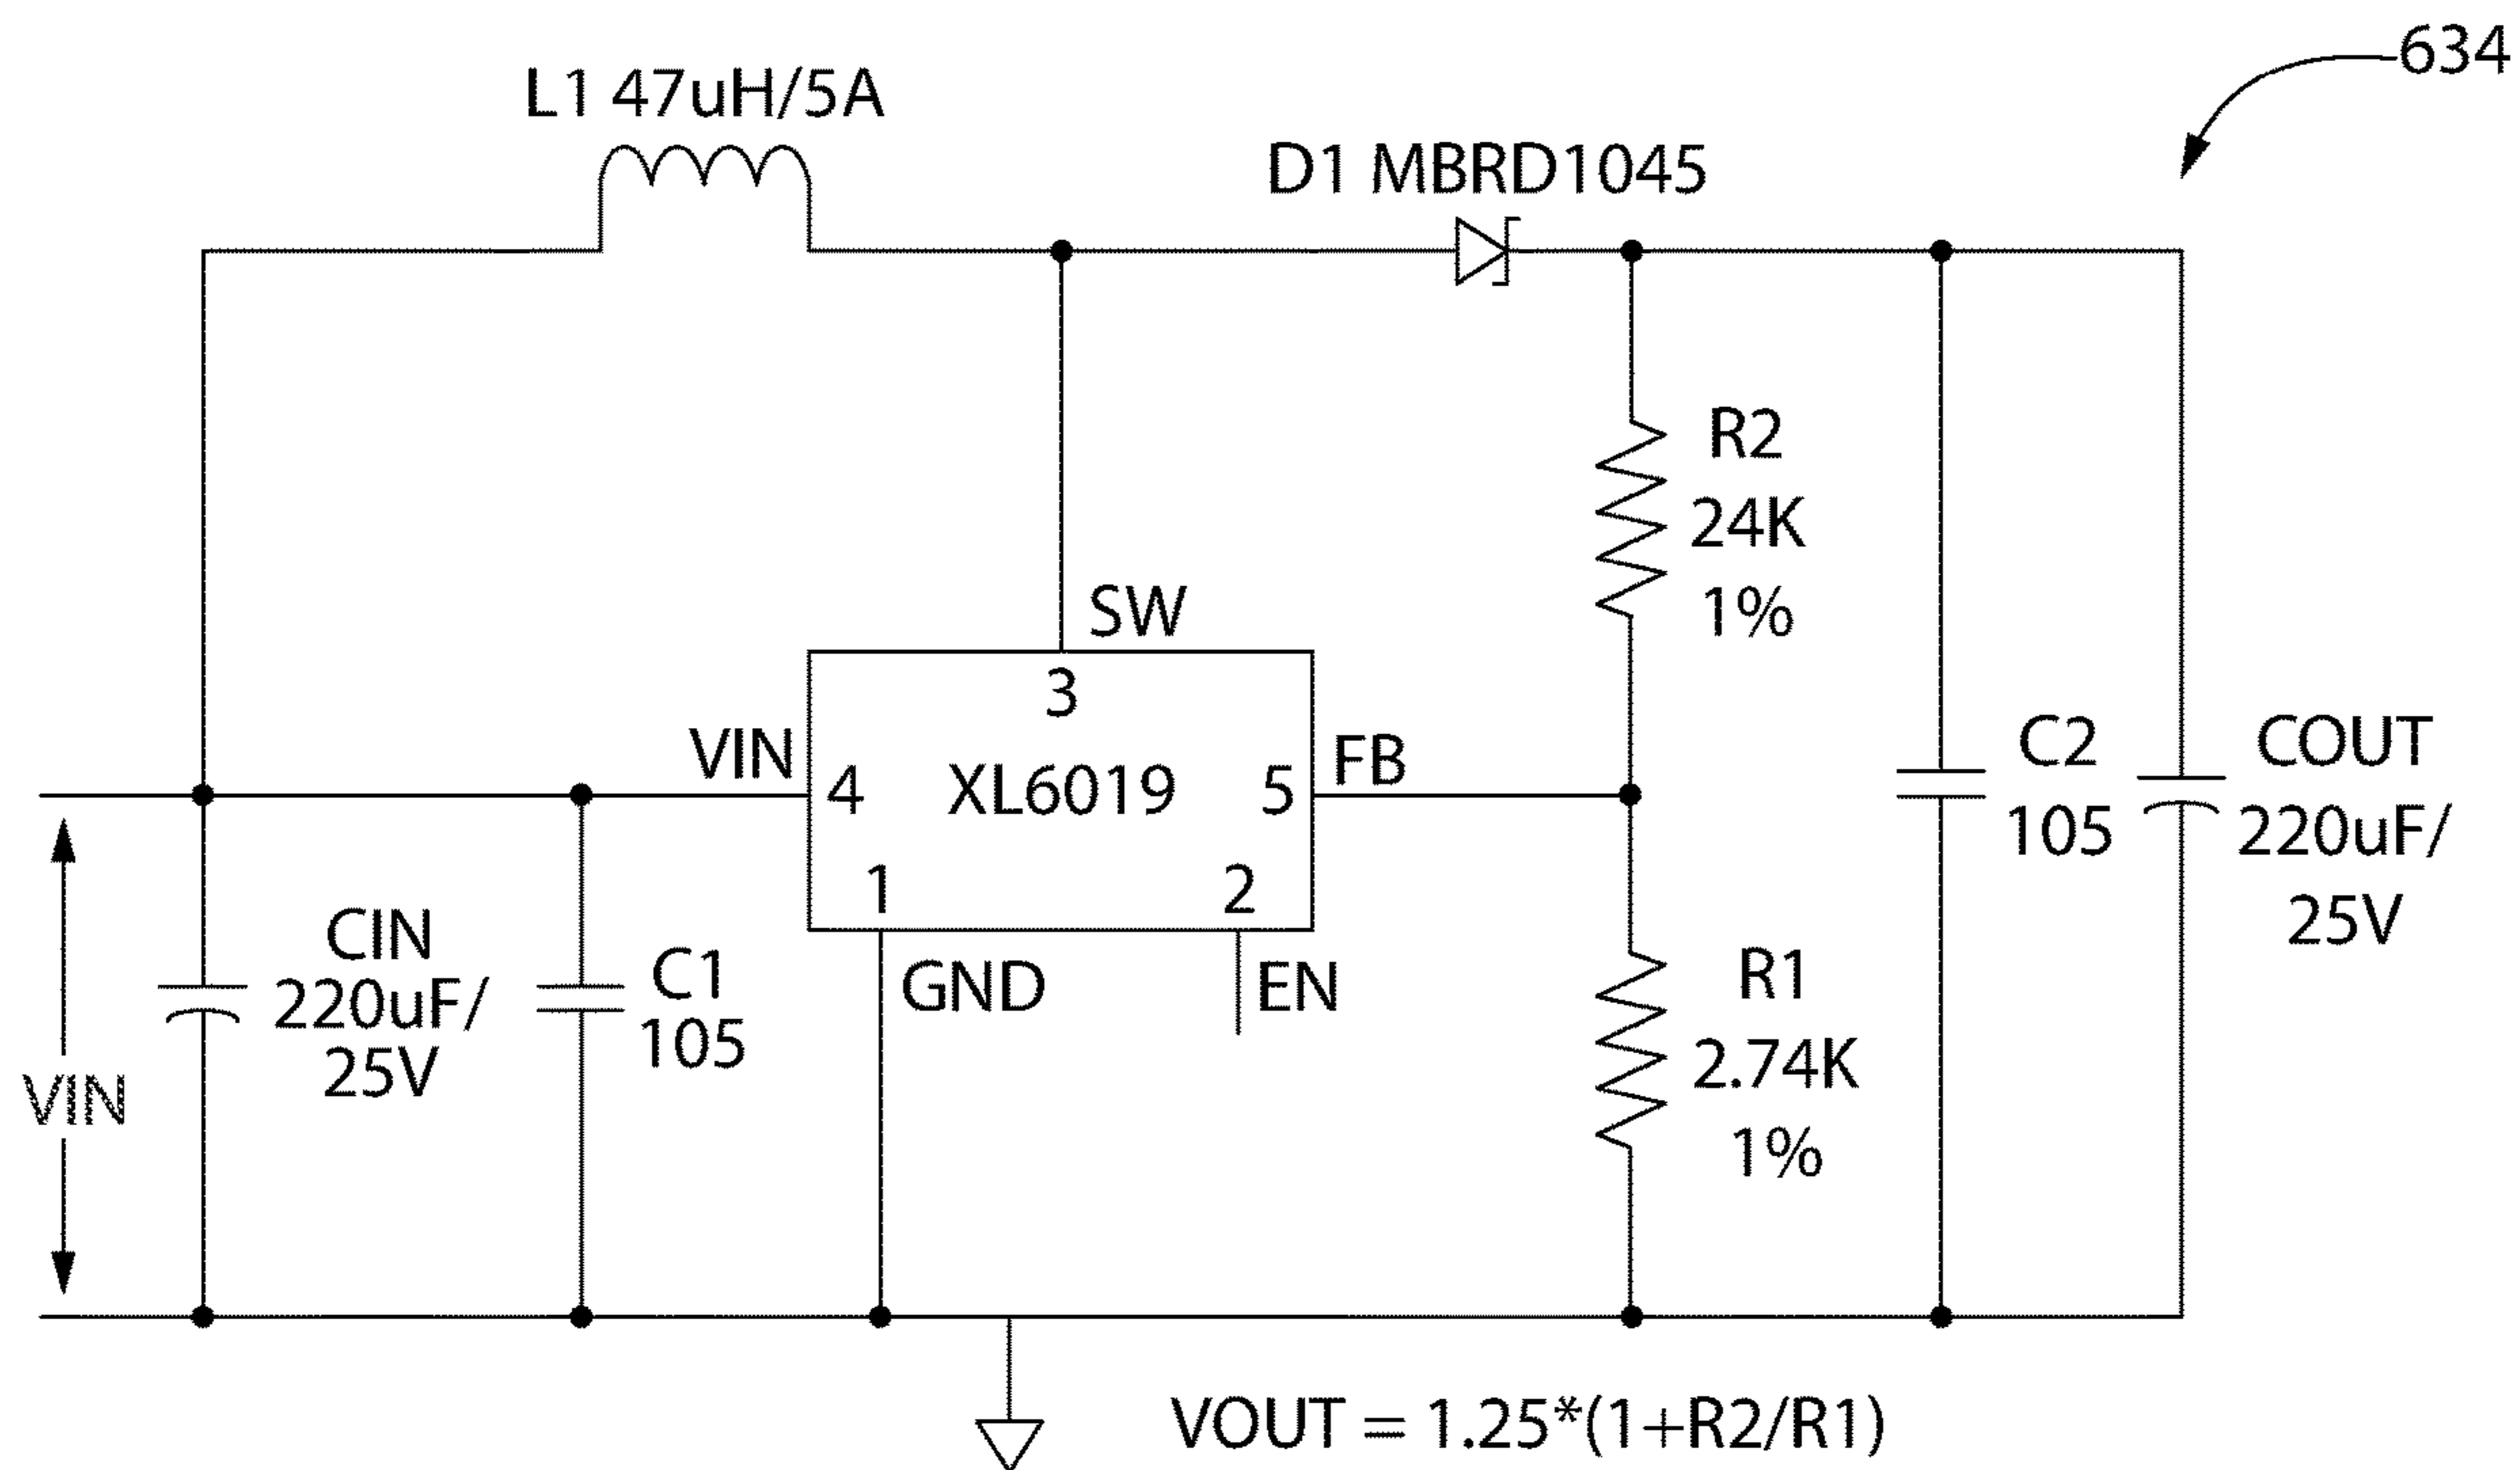 634
L1 47uH/5A
D1 MBRD1045
R2
24K
1%
SW
3
VIN
4
XL6019
5
FB
1
2
GND
EN
C2
105
COUT
220uF/
25V
CIN
220uF/
25V
C1
105
R1
2.74K
1%
VIN
VOUT = 1.25*(1+R2/R1)